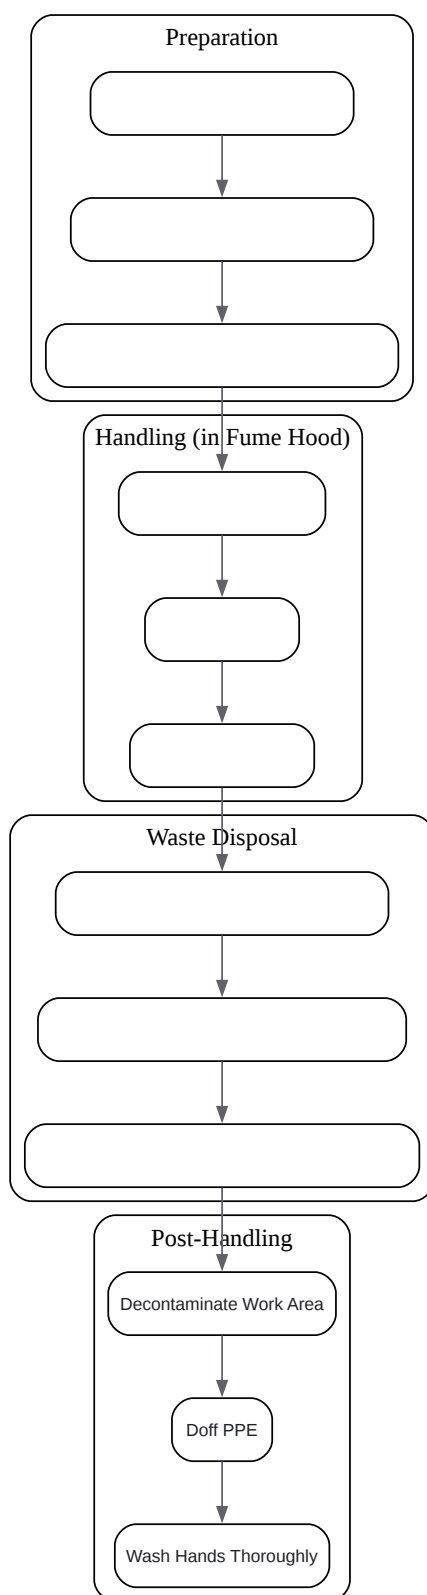 Preparation
Handling (in Fume Hood)
Waste Disposal
Post-Handling
Decontaminate Work Area
Doff PPE
Wash Hands Thoroughly